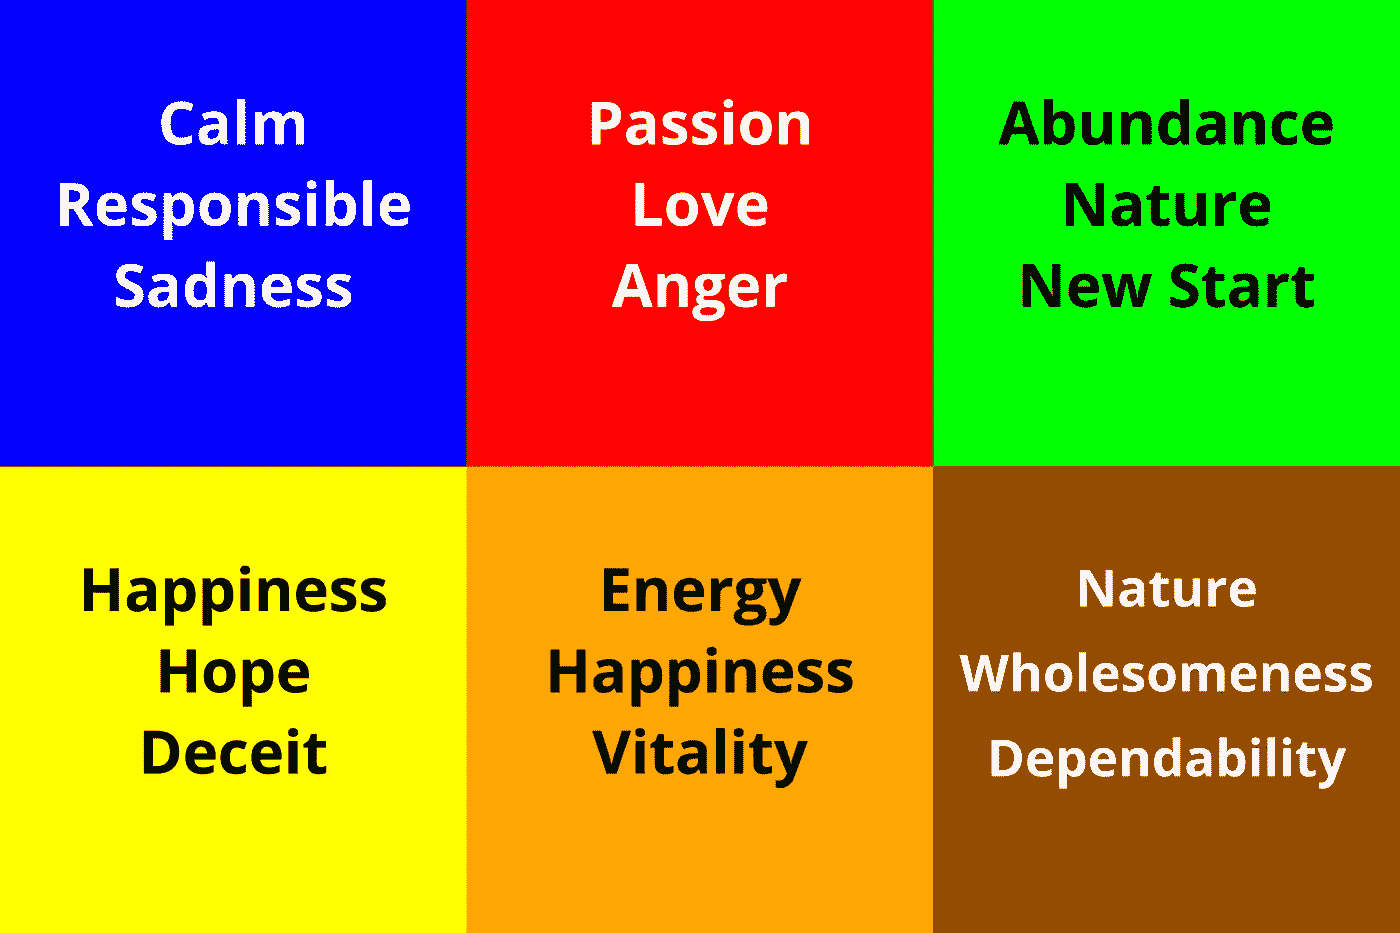 Calm
Responsible
Sadness
Passion
Love
Anger
Abundance
Nature
New Start
Happiness
Hope
Deceit
Energy
Happiness
Vitality
Nature
Wholesomeness
Dependability